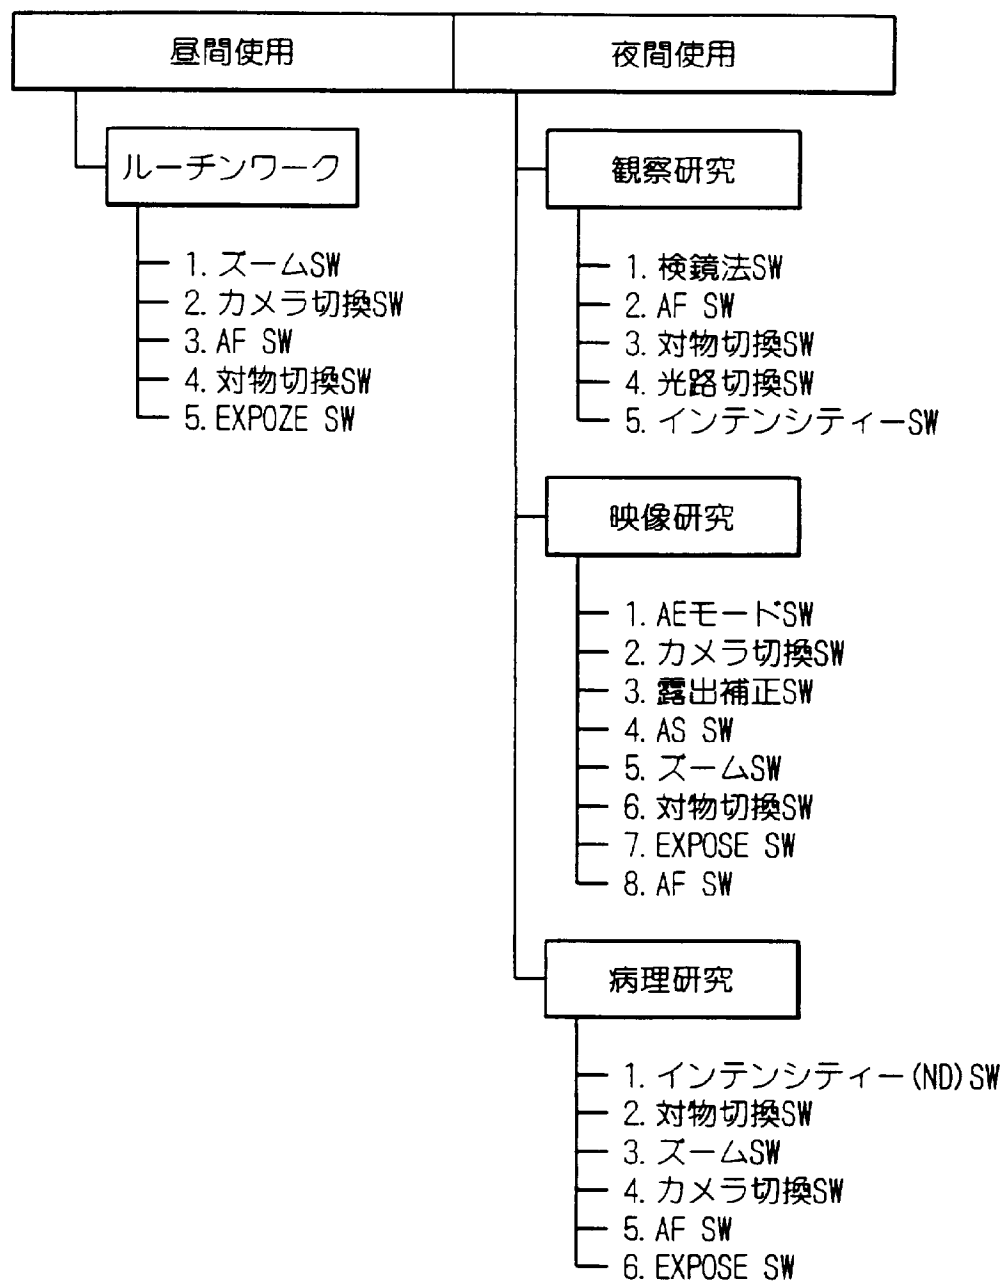 昼間使用
夜間使用
ルーチンワーク
1. ズームSW
2. カメラ切換SW
3. AF SW
4. 対物切換SW
5. EXPOZE SW
観察研究
1. 検鏡法SW
2. AF SW
3. 対物切換SW
4. 光路切換SW
5. インテンシティーSW
映像研究
1. AEモードSW
2. カメラ切換SW
3. 露出補正SW
4. AS SW
5. ズームSW
6. 対物切換SW
7. EXPOSE SW
8. AF SW
病理研究
1. インテンシティー(ND)SW
2. 対物切換SW
3. ズームSW
4. カメラ切換SW
5. AF SW
6. EXPOSE SW